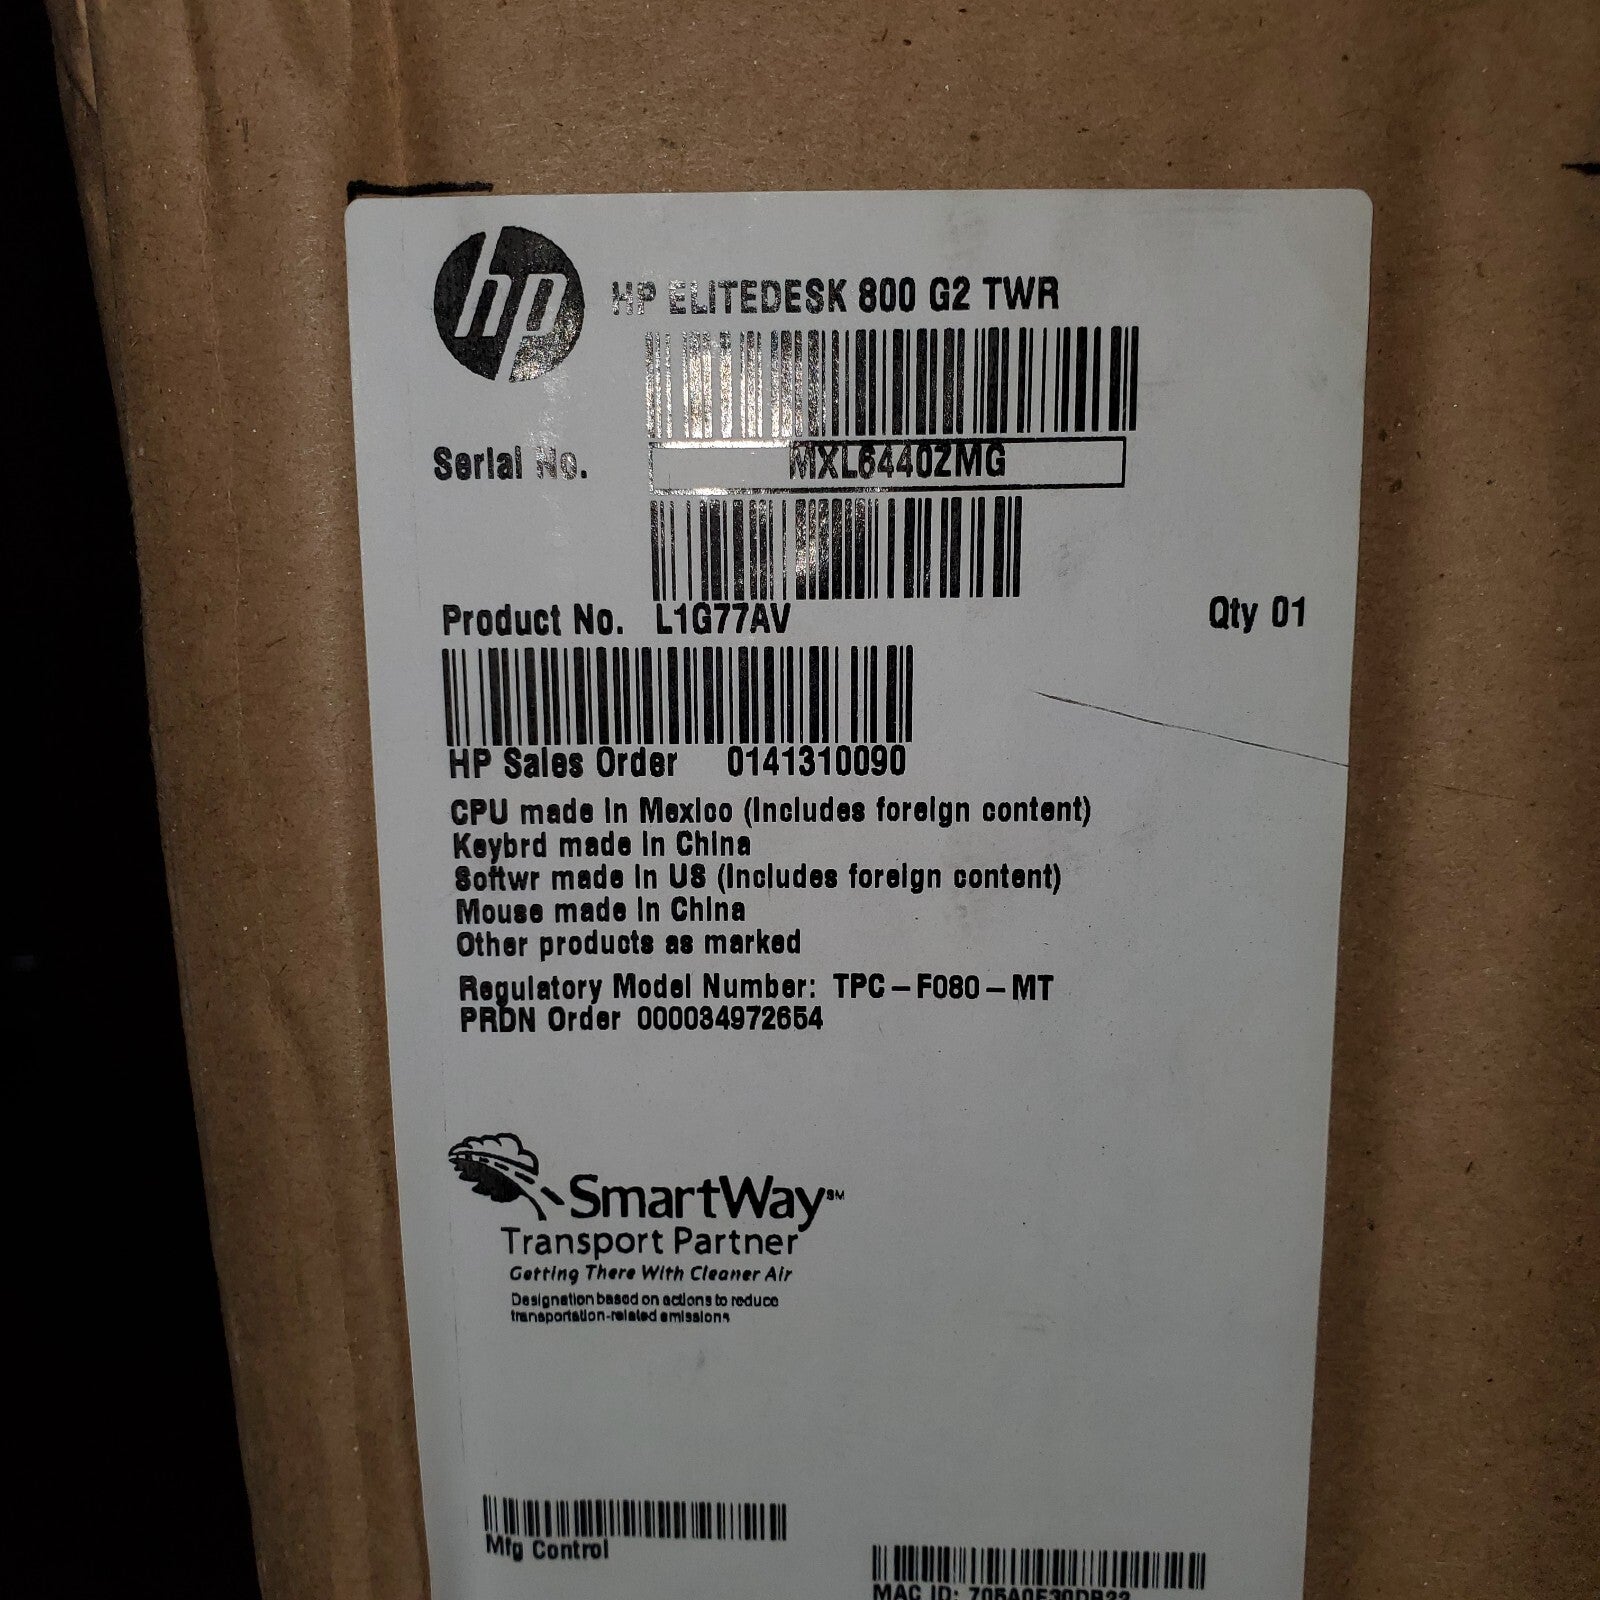 hp
HP ELITEDESK 800 G2 TWR
Serial No. MXL6440ZMG
Product No. L1G77AV Qty 01
HP Sales Order 0141310090
CPU made in Mexico (Includes foreign content)
Keybrd made in China
Softwr made in US (Includes foreign content)
Mouse made in China
Other products as marked
Regulatory Model Number: TPC-F080-MT
PRDN Order 000034972654
SmartWay SM
Transport Partner
Getting There With Cleaner Air
Designation based on actions to reduce
transportation-related emissions
Mfg Control
MAC ID: